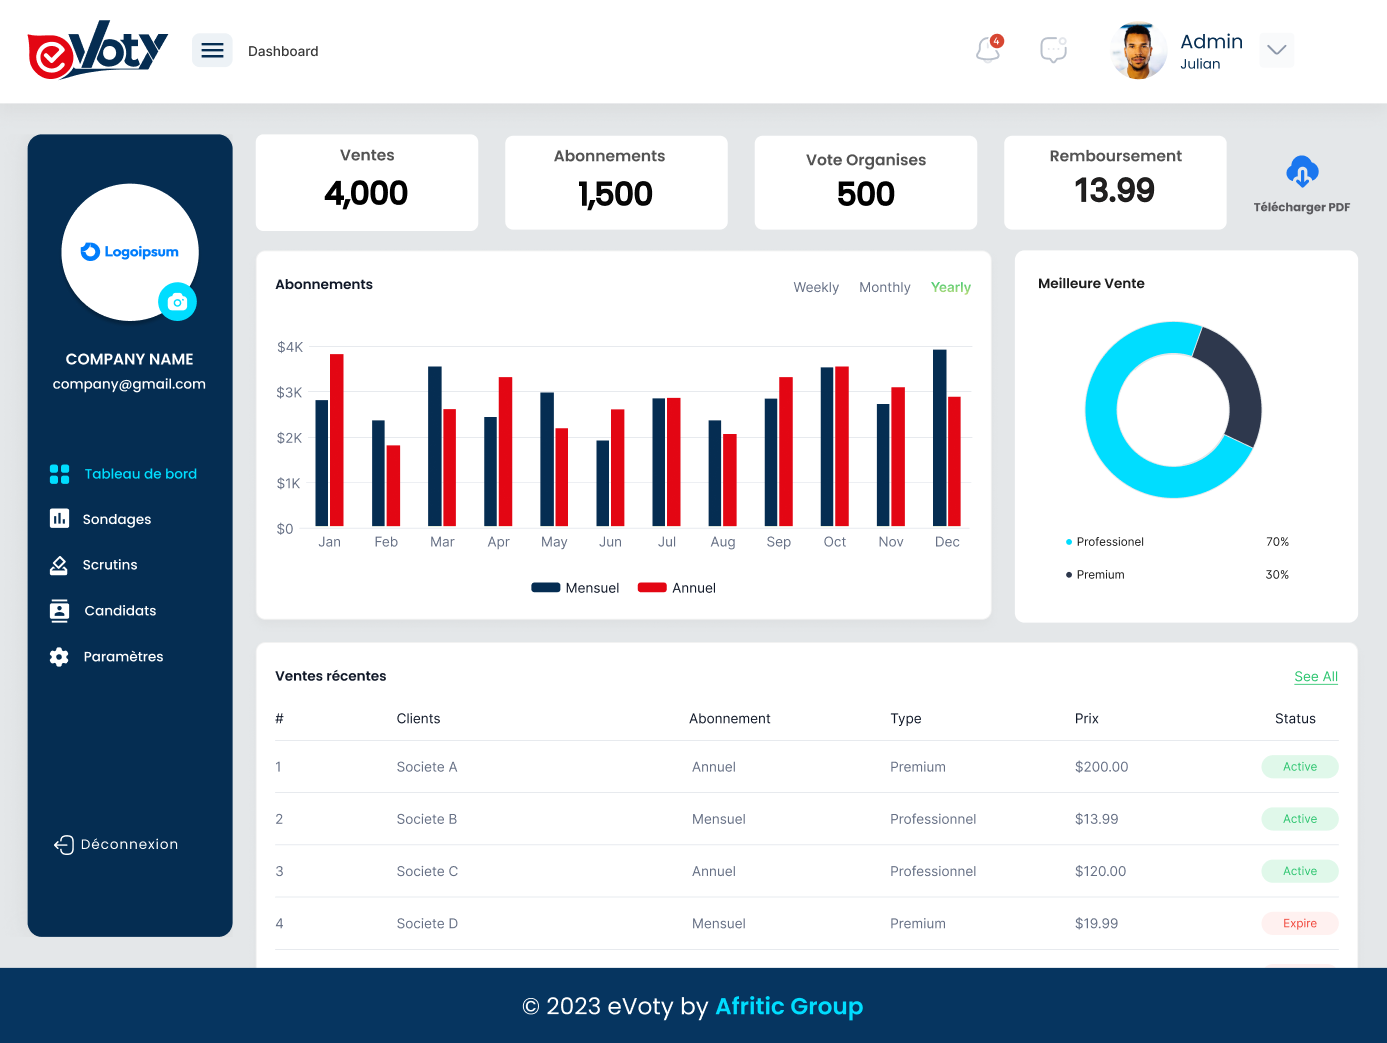 eVoty
Dashboard
4
Admin
Julian
Logoipsum
COMPANY NAME
company@gmail.com
Tableau de bord
Sondages
Scrutins
Candidats
Paramètres
Déconnexion
Ventes
4,000
Abonnements
1,500
Vote Organises
500
Remboursement
13.99
Télécharger PDF
Abonnements
Weekly Monthly Yearly
$4K
$3K
$2K
$1K
$0
Jan Feb Mar Apr May Jun Jul Aug Sep Oct Nov Dec
Mensuel Annuel
Meilleure Vente
Professionel 70%
Premium 30%
Ventes récentes See All
# Clients Abonnement Type Prix Status
1 Societe A Annuel Premium $200.00 Active
2 Societe B Mensuel Professionnel $13.99 Active
3 Societe C Annuel Professionnel $120.00 Active
4 Societe D Mensuel Premium $19.99 Expire
© 2023 eVoty by Afritic Group